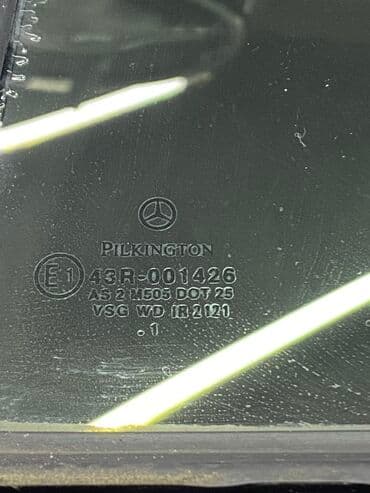 PILKINGTON
E1 43R-001426
AS 2 M505 DOT 25
VSG WD IR 2121
.1